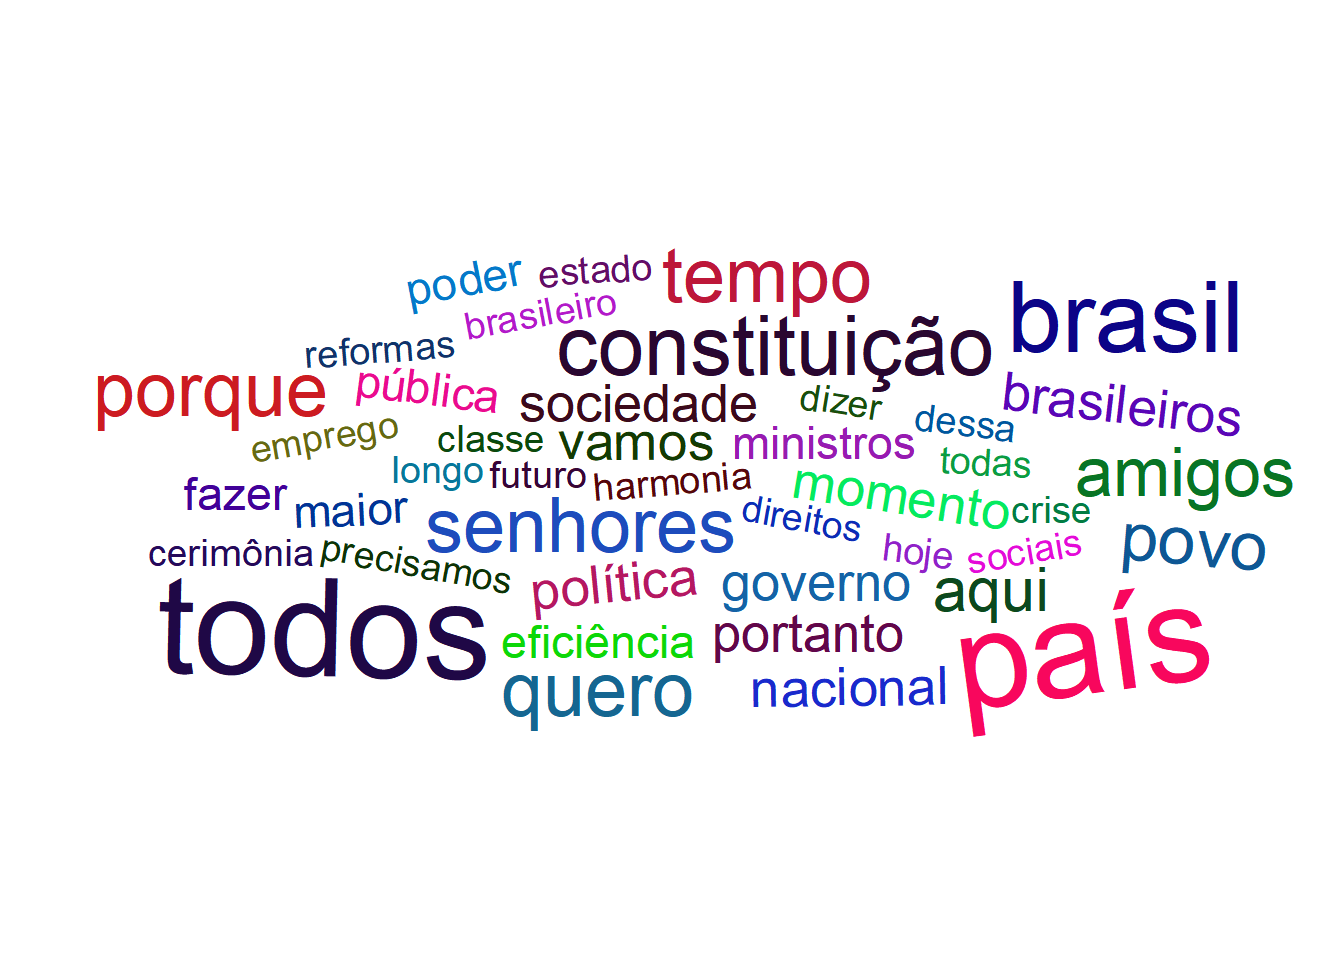 poder
estado
tempo
brasileiro
brasil
reformas
constituição
porque
pública
sociedade
dizer
brasileiros
emprego
classe
vamos
ministros
dessa
todas
longo
futuro
harmonia
amigos
fazer
maior
senhores
momento
direitos
crise
cerimônia
precisamos
hoje
sociais
povo
política
governo
aqui
todos
eficiência
portanto
país
quero
nacional